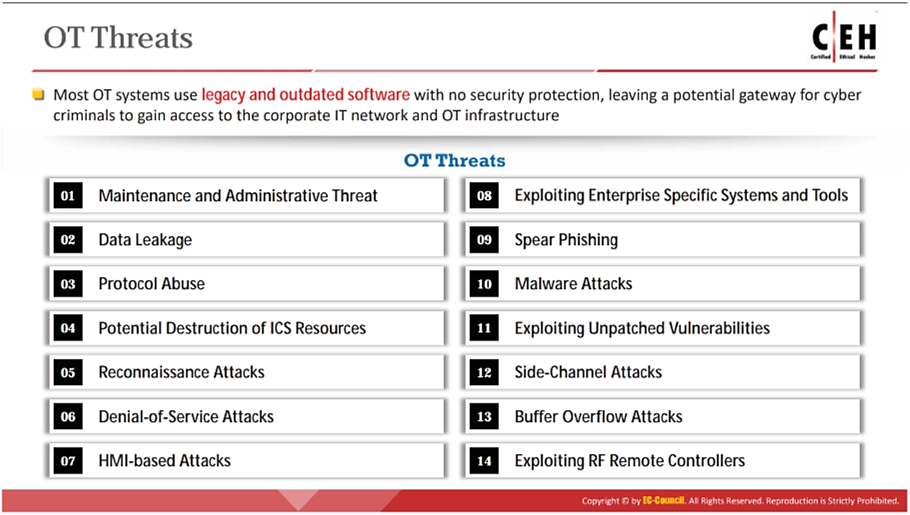 OT Threats
CEH
Certified Ethical Hacker
Most OT systems use legacy and outdated software with no security protection, leaving a potential gateway for cyber
criminals to gain access to the corporate IT network and OT infrastructure
OT Threats
01 Maintenance and Administrative Threat
02 Data Leakage
03 Protocol Abuse
04 Potential Destruction of ICS Resources
05 Reconnaissance Attacks
06 Denial-of-Service Attacks
07 HMI-based Attacks
08 Exploiting Enterprise Specific Systems and Tools
09 Spear Phishing
10 Malware Attacks
11 Exploiting Unpatched Vulnerabilities
12 Side-Channel Attacks
13 Buffer Overflow Attacks
14 Exploiting RF Remote Controllers
Copyright © by EC-Council. All Rights Reserved. Reproduction is Strictly Prohibited.